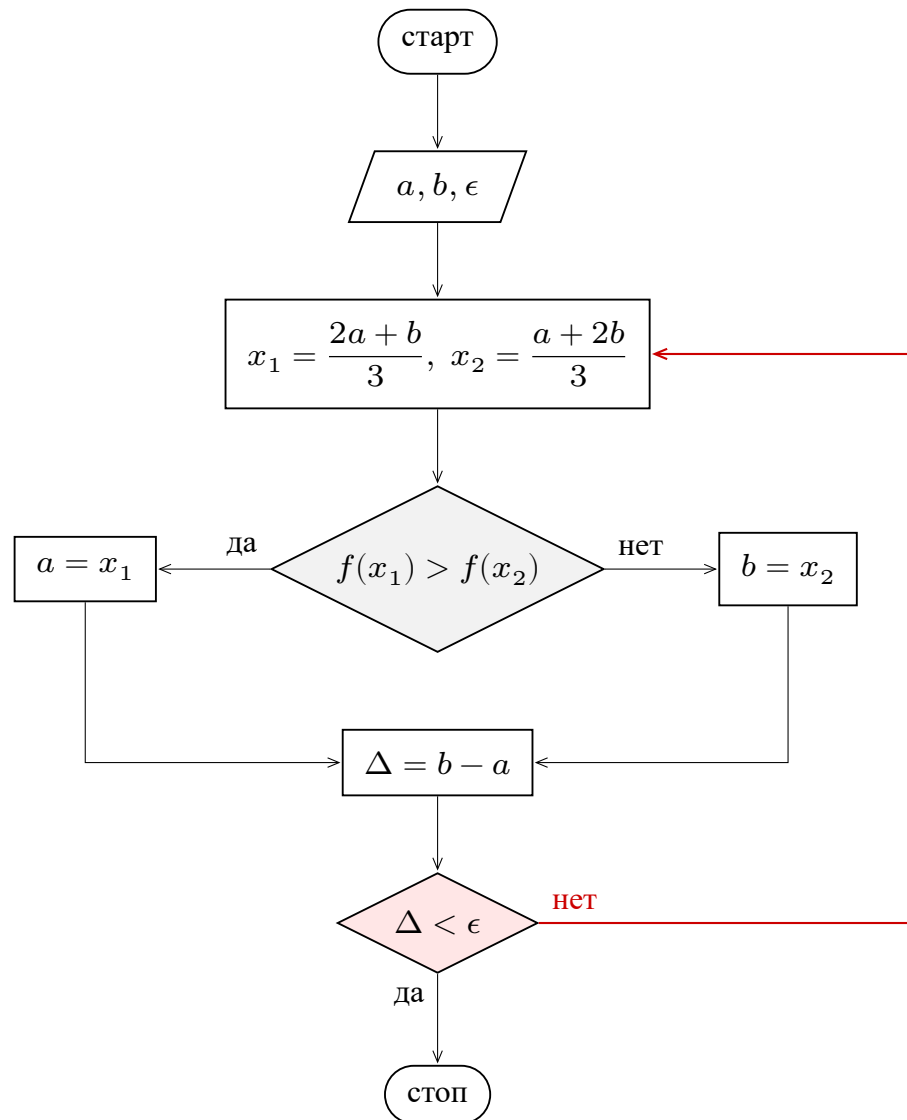 старт
a, b, ϵ
x₁ = (2a + b)/3, x₂ = (a + 2b)/3
да
нет
a = x₁
f(x₁) > f(x₂)
b = x₂
Δ = b − a
нет
Δ < ϵ
да
стоп